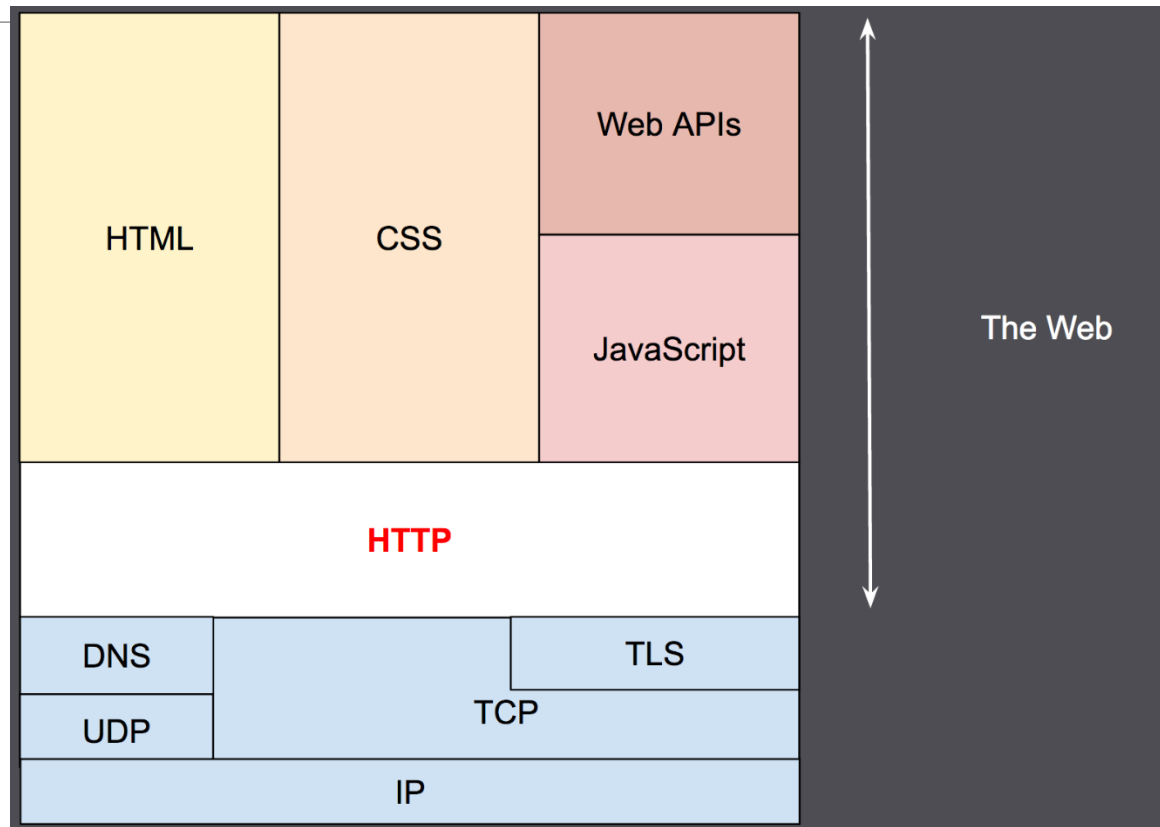 Web APIs
HTML
CSS
JavaScript
The Web
HTTP
DNS
TLS
UDP
TCP
IP